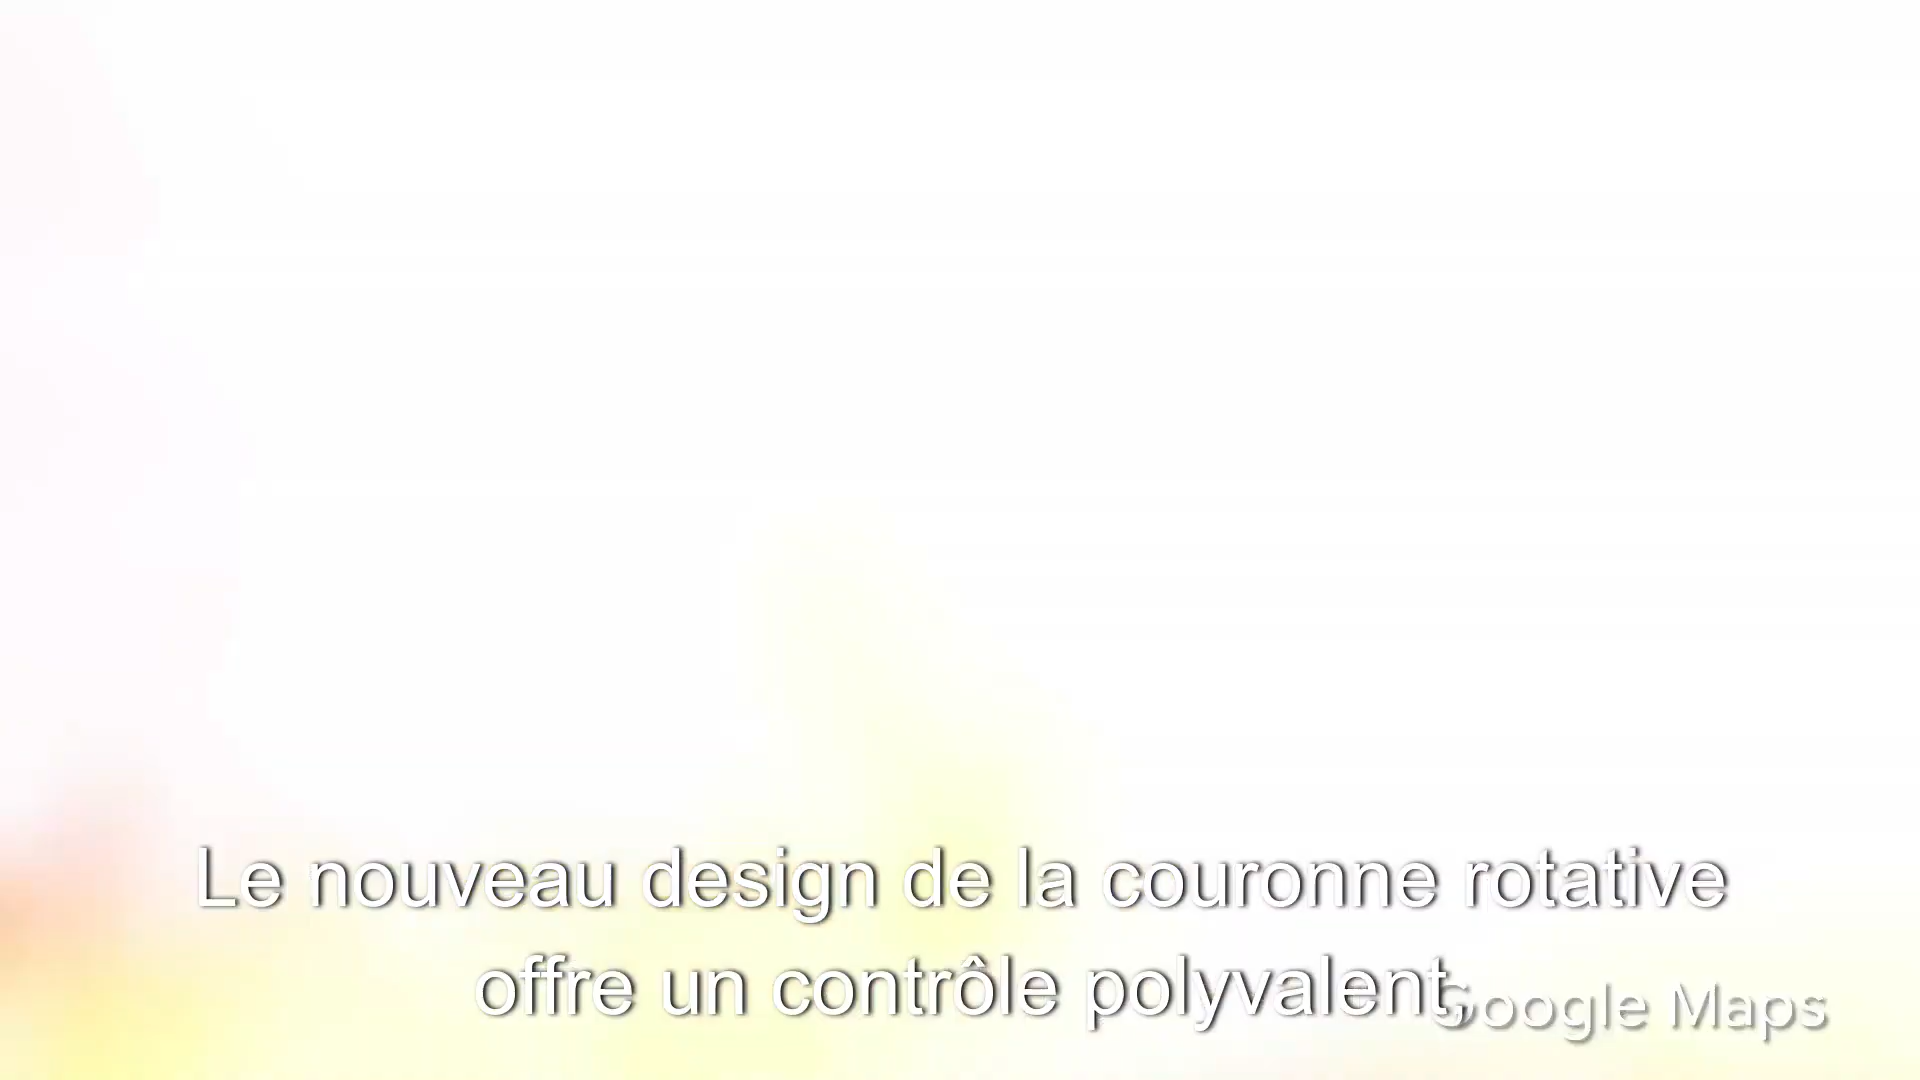 Le nouveau design de la couronne rotative
offre un contrôle polyvalent,
Google Maps